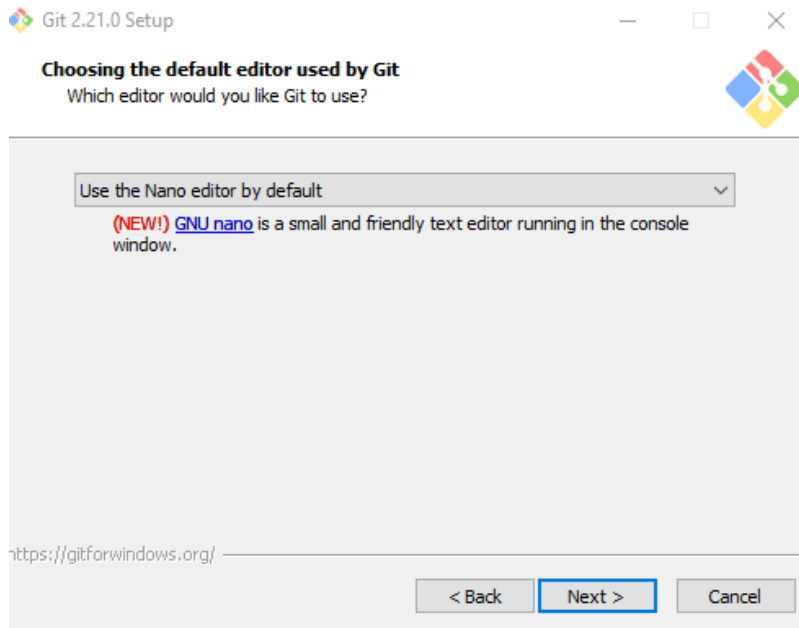 Git 2.21.0 Setup
Choosing the default editor used by Git
Which editor would you like Git to use?
Use the Nano editor by default
(NEW!) GNU nano is a small and friendly text editor running in the console
window.
https://gitforwindows.org/
< Back
Next >
Cancel